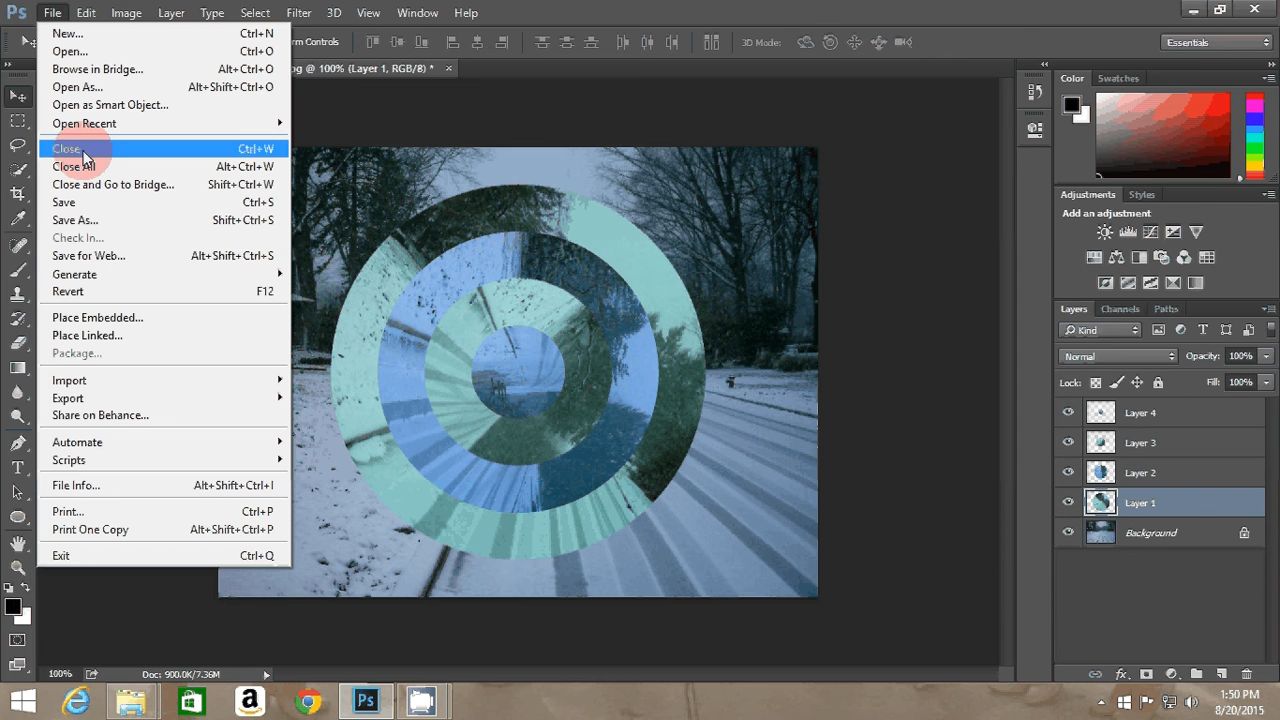 Ps File Edit Image Layer Type Select Filter 3D View Window Help
rm Controls 3D Mode: Essentials
og @ 100% (Layer 1, RGB/8) * ×
New... Ctrl+N
Open... Ctrl+O
Browse in Bridge... Alt+Ctrl+O
Open As... Alt+Shift+Ctrl+O
Open as Smart Object...
Open Recent
Close Ctrl+W
Close All Alt+Ctrl+W
Close and Go to Bridge... Shift+Ctrl+W
Save Ctrl+S
Save As... Shift+Ctrl+S
Check In...
Save for Web... Alt+Shift+Ctrl+S
Generate
Revert F12
Place Embedded...
Place Linked...
Package...
Import
Export
Share on Behance...
Automate
Scripts
File Info... Alt+Shift+Ctrl+I
Print... Ctrl+P
Print One Copy Alt+Shift+Ctrl+P
Exit Ctrl+Q
Color Swatches
Adjustments Styles
Add an adjustment
Layers Channels Paths
Kind
Normal Opacity: 100%
Lock: Fill: 100%
Layer 4
Layer 3
Layer 2
Layer 1
Background
100% Doc: 900.0K/7.36M
Ps
1:50 PM
8/20/2015